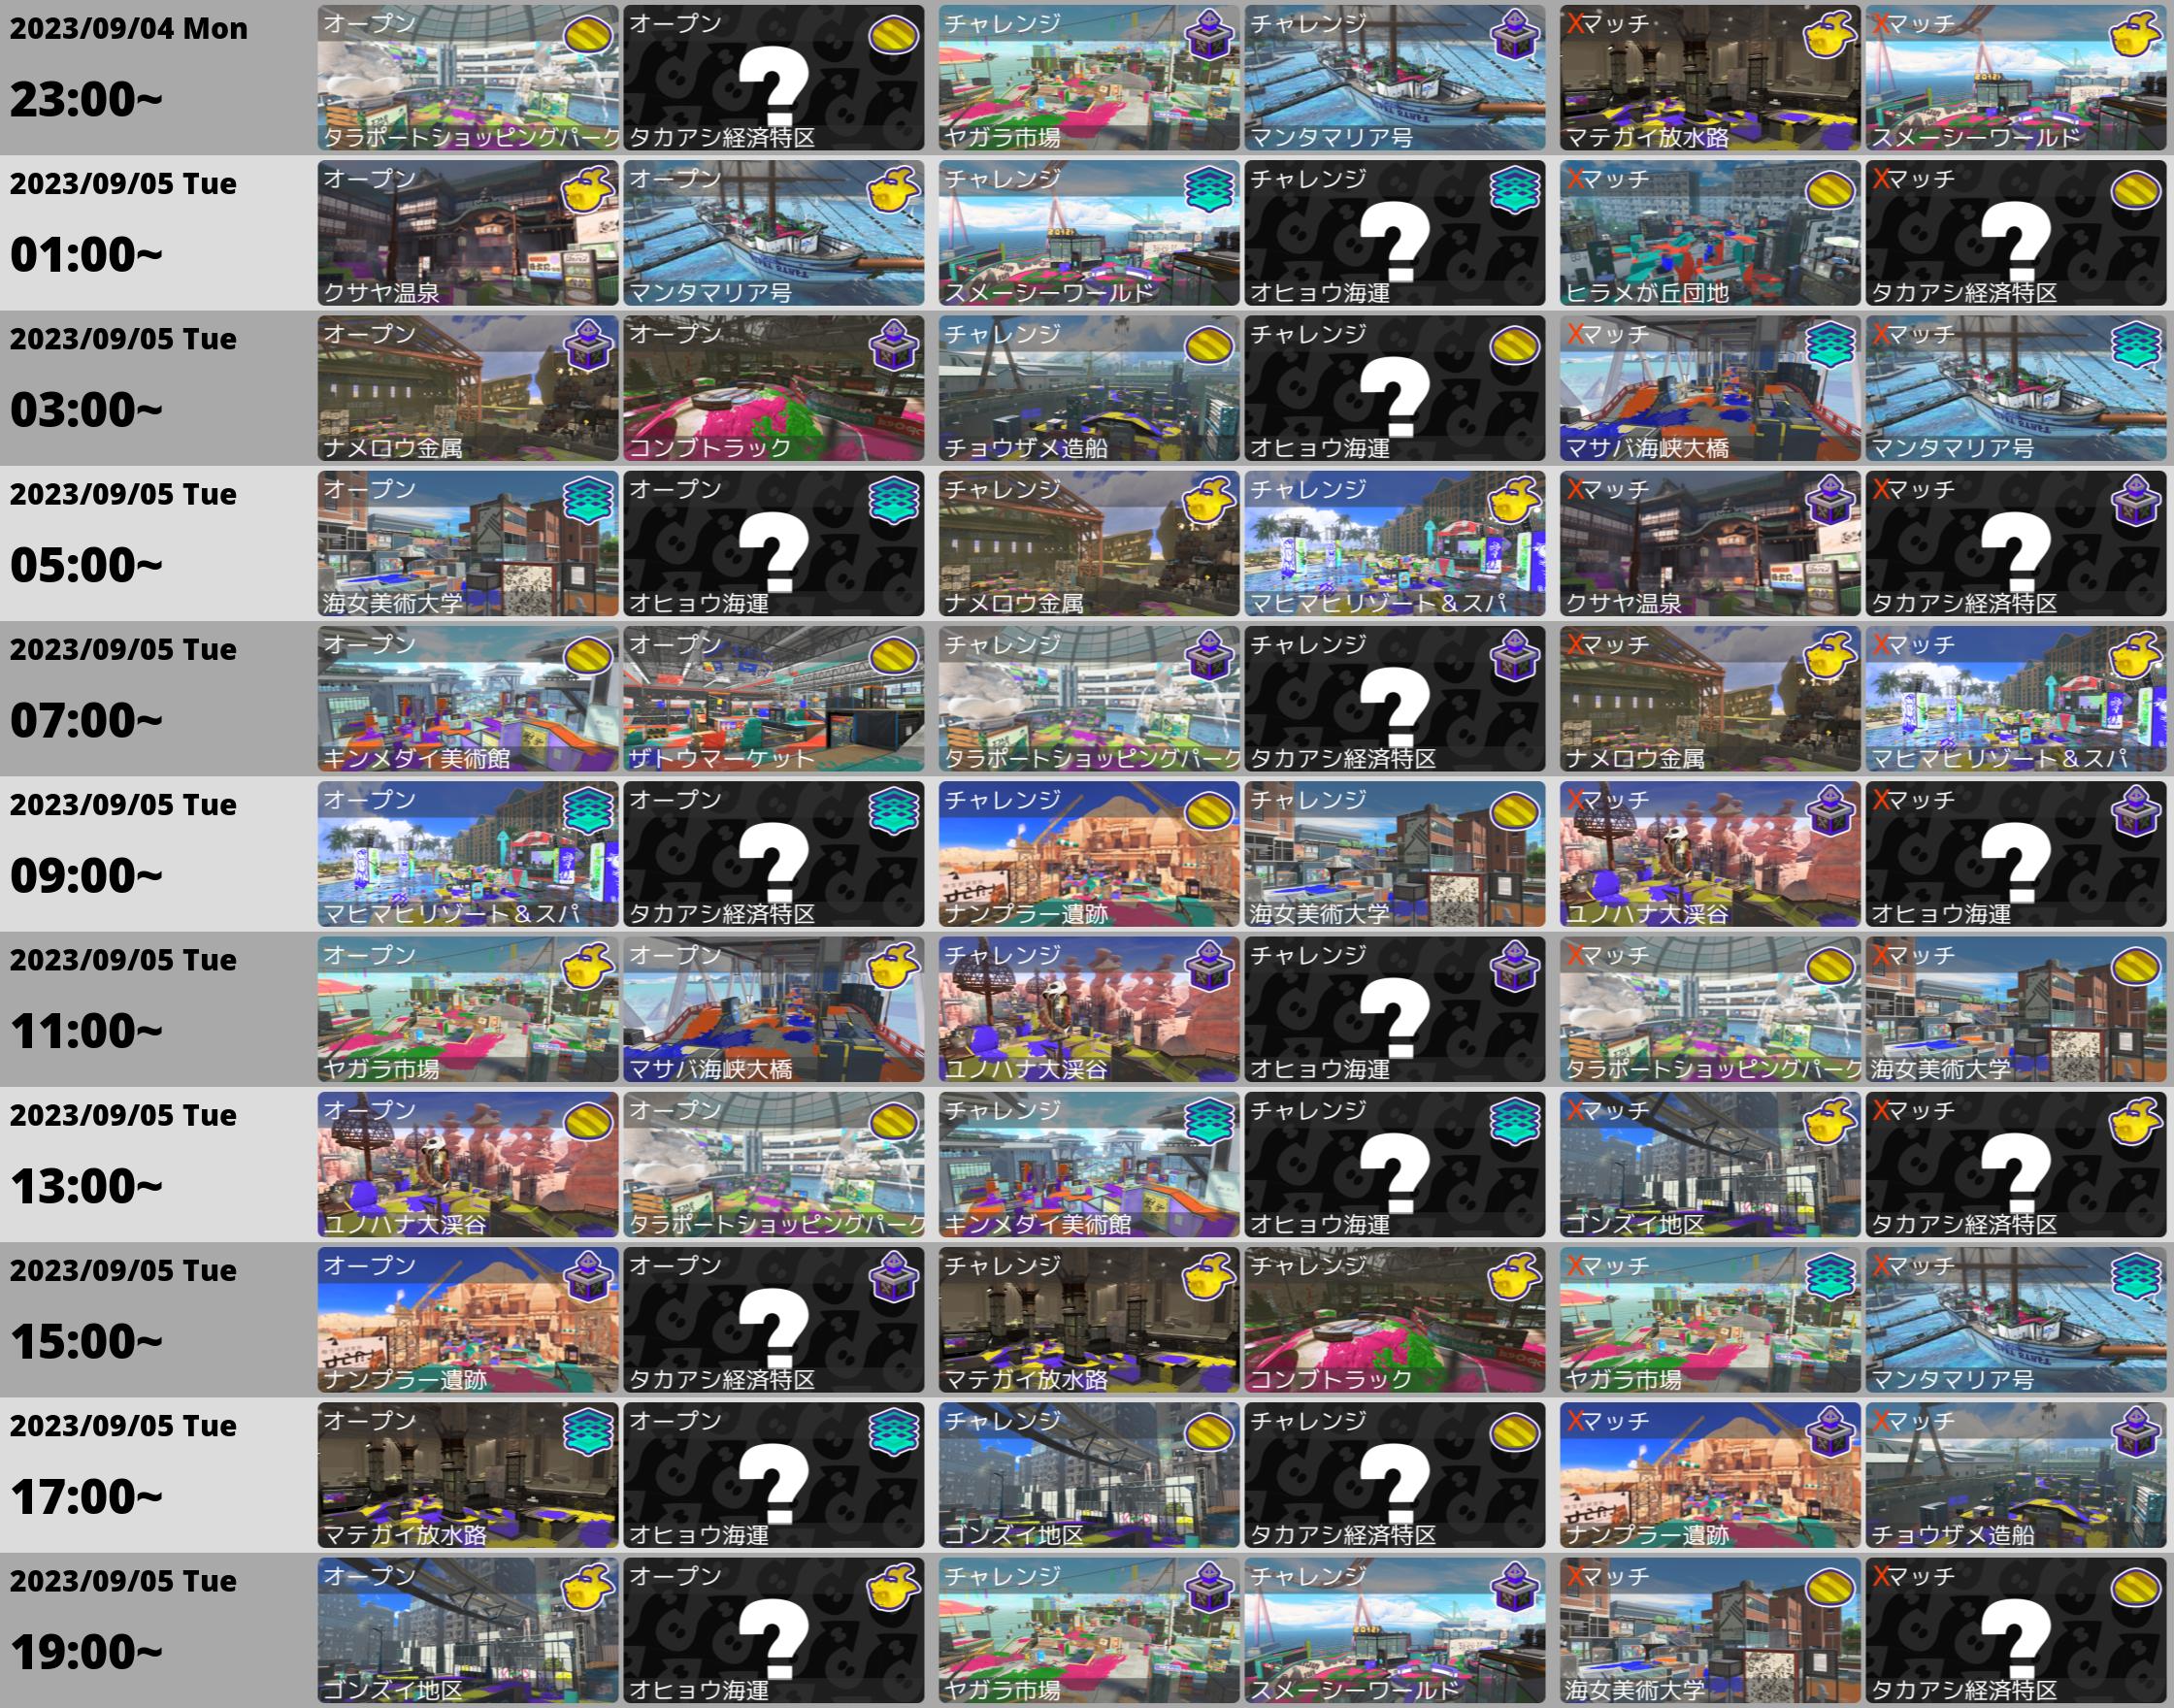 2023/09/04 Mon
23:00~
オープン
タラポートショッピングパーク
オープン
タカアシ経済特区
チャレンジ
ヤガラ市場
チャレンジ
マンタマリア号
Xマッチ
マテガイ放水路
Xマッチ
スメーシーワールド
2023/09/05 Tue
01:00~
オープン
クサヤ温泉
オープン
マンタマリア号
チャレンジ
スメーシーワールド
チャレンジ
オヒョウ海運
Xマッチ
ヒラメが丘団地
Xマッチ
タカアシ経済特区
2023/09/05 Tue
03:00~
オープン
ナメロウ金属
オープン
コンブトラック
チャレンジ
チョウザメ造船
チャレンジ
オヒョウ海運
Xマッチ
マサバ海峡大橋
Xマッチ
マンタマリア号
2023/09/05 Tue
05:00~
オープン
海女美術大学
オープン
オヒョウ海運
チャレンジ
ナメロウ金属
チャレンジ
マヒマヒリゾート＆スパ
Xマッチ
クサヤ温泉
Xマッチ
タカアシ経済特区
2023/09/05 Tue
07:00~
オープン
キンメダイ美術館
オープン
ザトウマーケット
チャレンジ
タラポートショッピングパーク
チャレンジ
タカアシ経済特区
Xマッチ
ナメロウ金属
Xマッチ
マヒマヒリゾート＆スパ
2023/09/05 Tue
09:00~
オープン
マヒマヒリゾート＆スパ
オープン
タカアシ経済特区
チャレンジ
ナンプラー遺跡
チャレンジ
海女美術大学
Xマッチ
ユノハナ大渓谷
Xマッチ
オヒョウ海運
2023/09/05 Tue
11:00~
オープン
ヤガラ市場
オープン
マサバ海峡大橋
チャレンジ
ユノハナ大渓谷
チャレンジ
オヒョウ海運
Xマッチ
タラポートショッピングパーク
Xマッチ
海女美術大学
2023/09/05 Tue
13:00~
オープン
ユノハナ大渓谷
オープン
タラポートショッピングパーク
チャレンジ
キンメダイ美術館
チャレンジ
オヒョウ海運
Xマッチ
ゴンズイ地区
Xマッチ
タカアシ経済特区
2023/09/05 Tue
15:00~
オープン
ナンプラー遺跡
オープン
タカアシ経済特区
チャレンジ
マテガイ放水路
チャレンジ
コンブトラック
Xマッチ
ヤガラ市場
Xマッチ
マンタマリア号
2023/09/05 Tue
17:00~
オープン
マテガイ放水路
オープン
オヒョウ海運
チャレンジ
ゴンズイ地区
チャレンジ
タカアシ経済特区
Xマッチ
ナンプラー遺跡
Xマッチ
チョウザメ造船
2023/09/05 Tue
19:00~
オープン
ゴンズイ地区
オープン
オヒョウ海運
チャレンジ
ヤガラ市場
チャレンジ
スメーシーワールド
Xマッチ
海女美術大学
Xマッチ
タカアシ経済特区